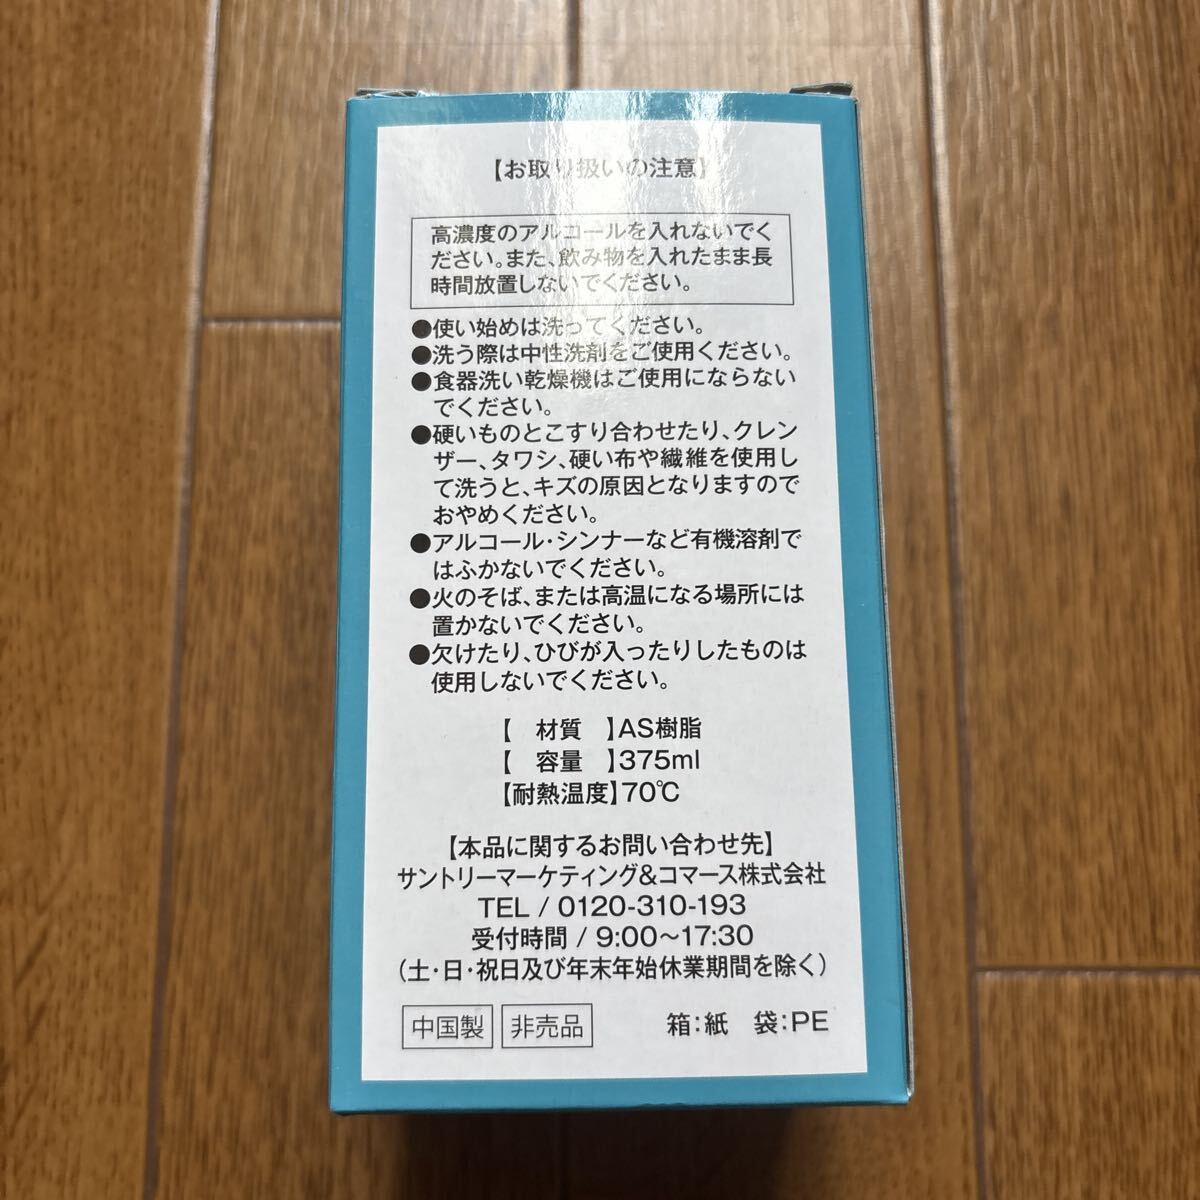 【お取り扱いの注意】
高濃度のアルコールを入れないでく
ださい。また、飲み物を入れたまま長
時間放置しないでください。
●使い始めは洗ってください。
●洗う際は中性洗剤をご使用ください。
●食器洗い乾燥機はご使用にならない
でください。
●硬いものとこすり合わせたり、クレン
ザー、タワシ、硬い布や繊維を使用し
て洗うと、キズの原因となりますので
おやめください。
●アルコール・シンナーなど有機溶剤で
はふかないでください。
●火のそば、または高温になる場所には
置かないでください。
●欠けたり、ひびが入ったりしたものは
使用しないでください。
【 材質 】AS樹脂
【 容量 】375ml
【耐熱温度】70℃
【本品に関するお問い合わせ先】
サントリーマーケティング&コマース株式会社
TEL / 0120-310-193
受付時間 / 9:00〜17:30
(土・日・祝日及び年末年始休業期間を除く)
中国製 非売品 箱:紙 袋:PE